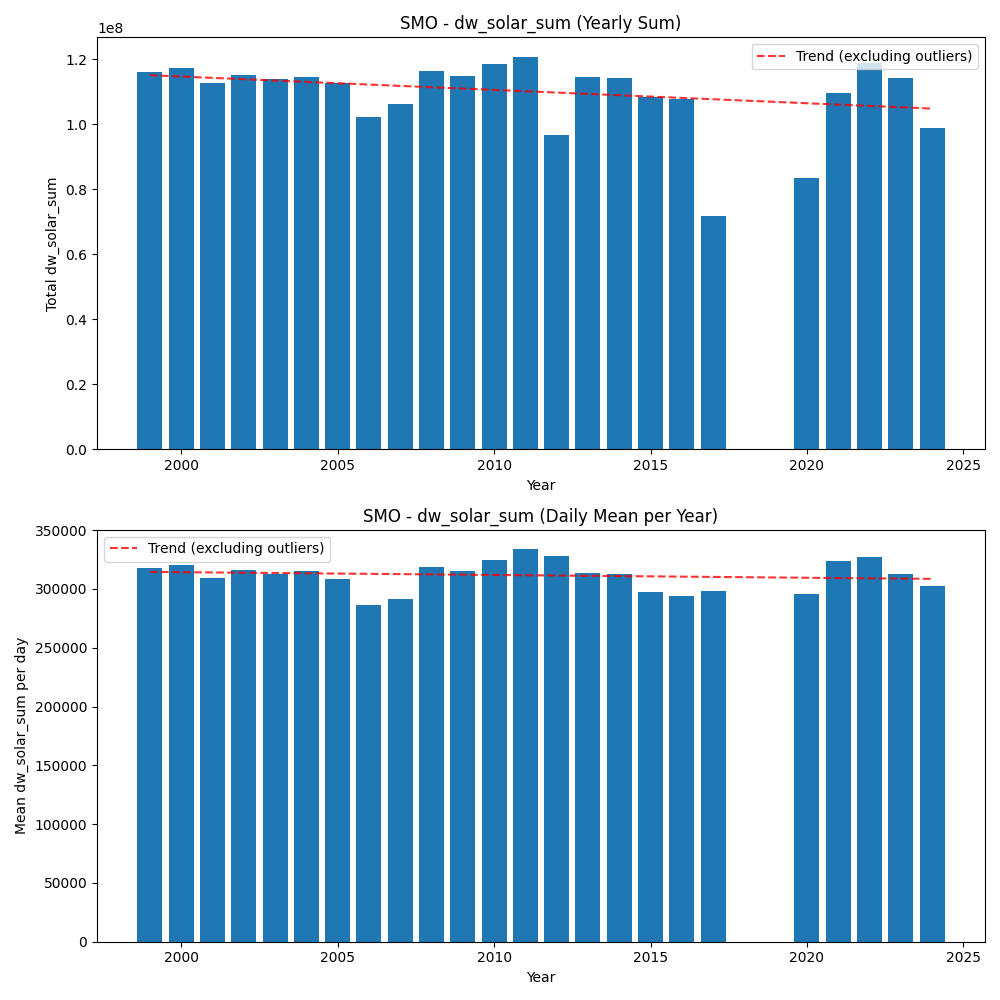 SMO - dw_solar_sum (Yearly Sum)
1e8
Trend (excluding outliers)
1.2
1.0
0.8
0.6
0.4
0.2
0.0
Total dw_solar_sum
2000 2005 2010 2015 2020 2025
Year
SMO - dw_solar_sum (Daily Mean per Year)
Trend (excluding outliers)
350000
300000
250000
200000
150000
100000
50000
0
Mean dw_solar_sum per day
2000 2005 2010 2015 2020 2025
Year